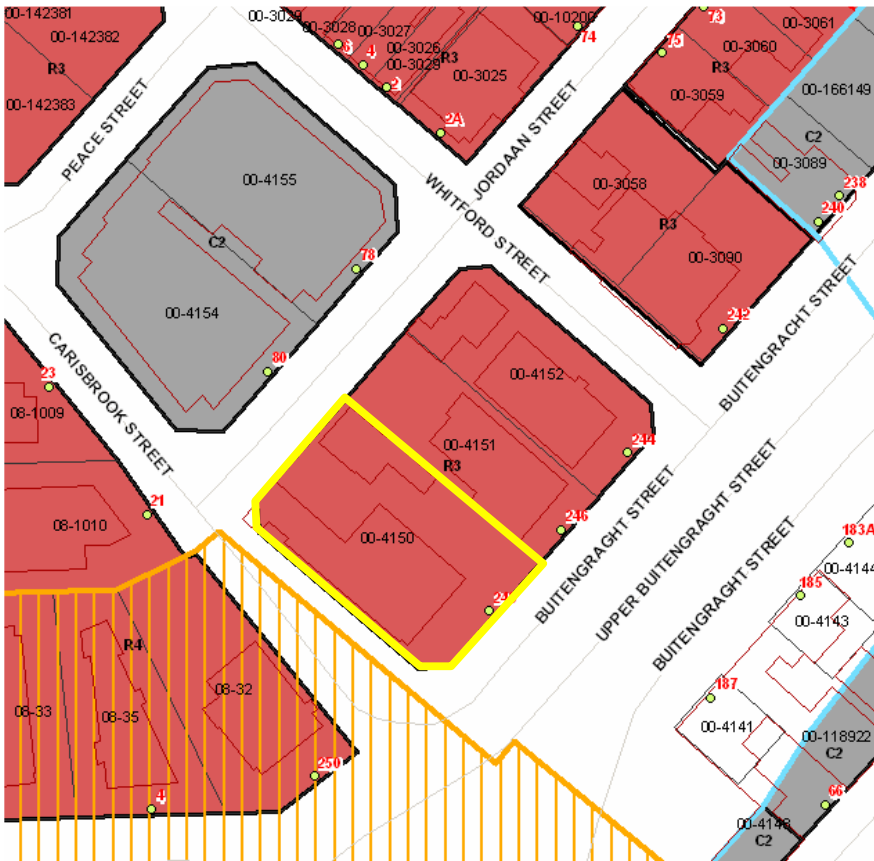 00-142381
00-3029
00-3028
00-3027
00-10200
73
00-142382
6
4
00-3026
00-3029
R3
74
00-3061
75
00-3060
R3
2
00-3025
R3
00-142383
2A
00-3059
00-166149
PEACE STREET
JORDAAN STREET
C2
00-3089
238
240
00-4155
WHITFORD STREET
00-3058
R3
00-3090
C2
78
00-4154
242
BUITENGRACHT STREET
80
CARISBROOK STREET
23
08-1009
00-4152
244
00-4151
R3
246
21
08-1010
00-4150
BUITENGRAGHT STREET
UPPER BUITENGRAGHT STREET
BUITENGRAGHT STREET
183A
00-4144
185
00-4143
187
00-4141
R4
08-33
08-35
08-32
250
4
00-118922
C2
66
C2